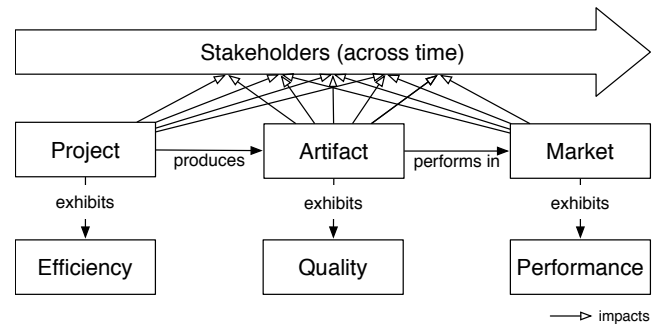 Stakeholders (across time)
Project
produces
Artifact
performs in
Market
exhibits
exhibits
exhibits
Efficiency
Quality
Performance
impacts